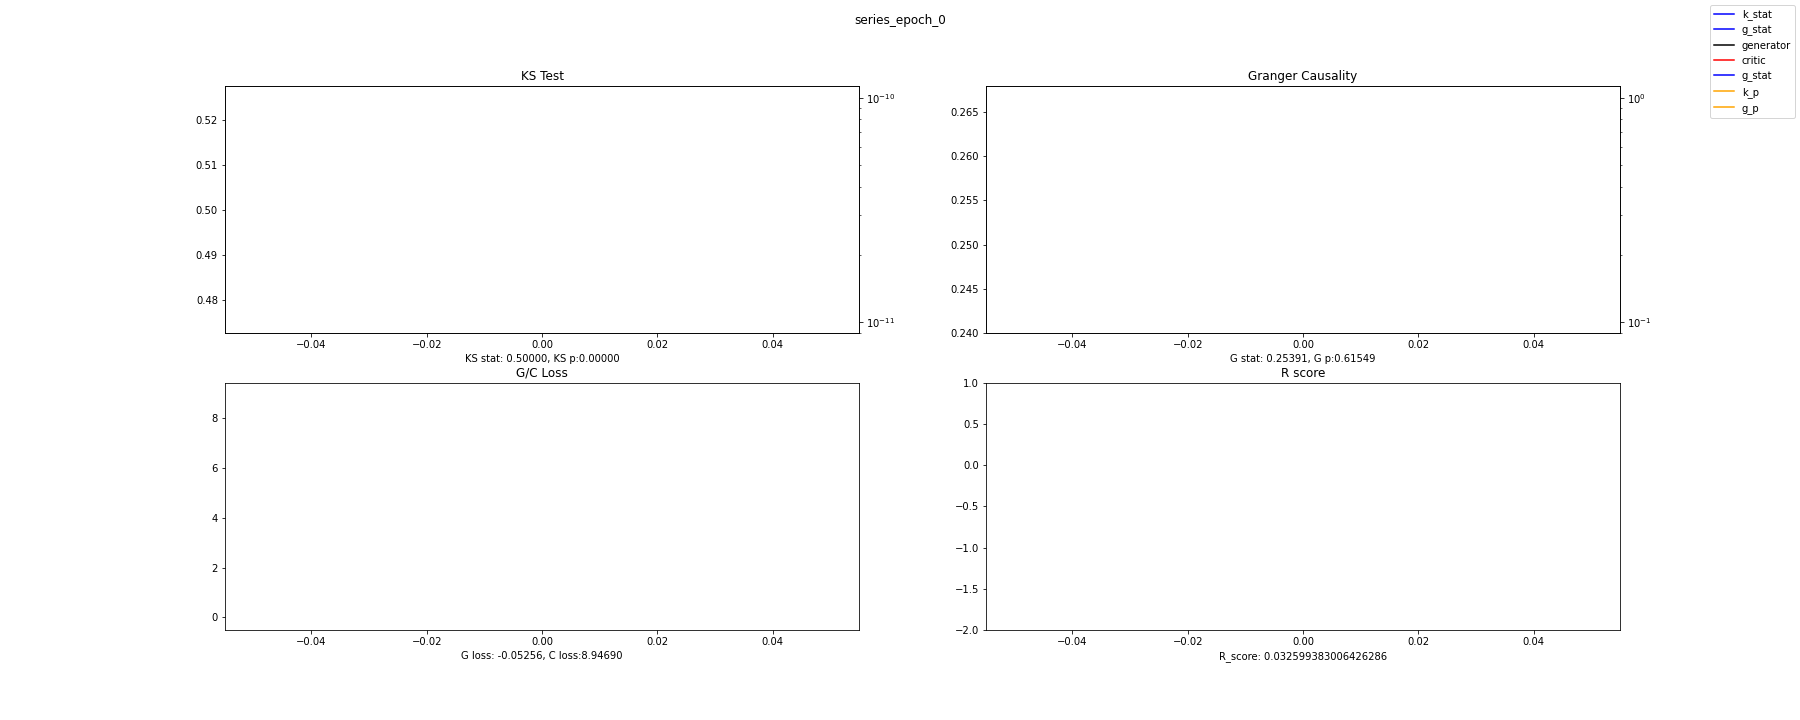 series_epoch_0
k_stat
g_stat
generator
critic
g_stat
k_p
g_p
KS Test
0.52
0.51
0.50
0.49
0.48
10⁻¹⁰
10⁻¹¹
−0.04 −0.02 0.00 0.02 0.04
KS stat: 0.50000, KS p:0.00000
Granger Causality
0.265
0.260
0.255
0.250
0.245
0.240
10⁰
10⁻¹
−0.04 −0.02 0.00 0.02 0.04
G stat: 0.25391, G p:0.61549
G/C Loss
8
6
4
2
0
−0.04 −0.02 0.00 0.02 0.04
G loss: -0.05256, C loss:8.94690
R score
1.0
0.5
0.0
−0.5
−1.0
−1.5
−2.0
−0.04 −0.02 0.00 0.02 0.04
R_score: 0.032599383006426286